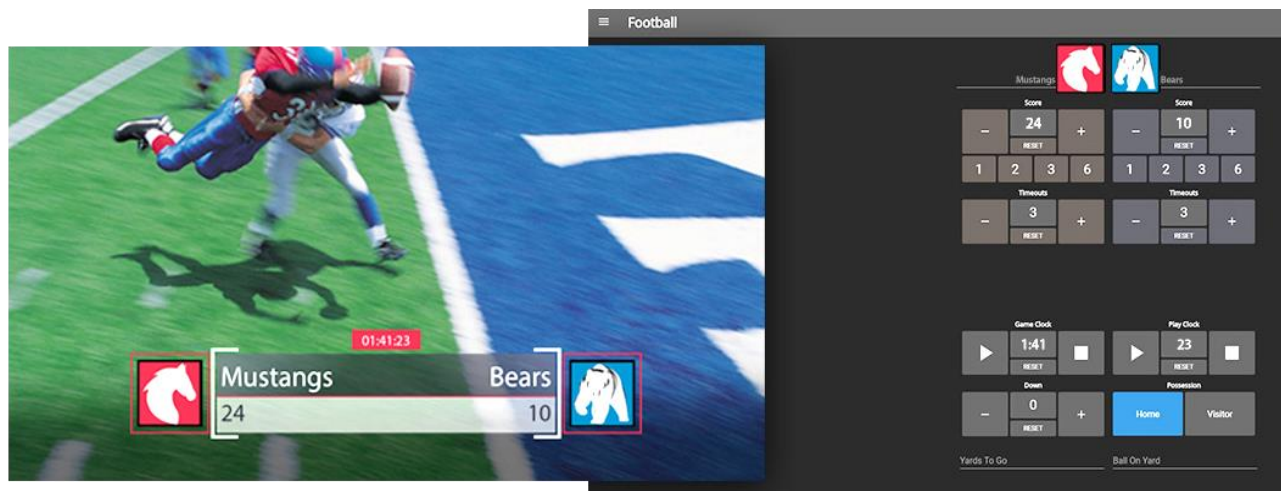 Football
01:41:23
Mustangs Bears
24 10
Mustangs Bears
Score Score
− 24 + − 10 +
RESET RESET
1 2 3 6 1 2 3 6
Timeouts Timeouts
− 3 + − 3 +
RESET RESET
Game Clock Play Clock
1:41 23
RESET RESET
Down Possession
− 0 + Home Visitor
RESET
Yards To Go Ball On Yard